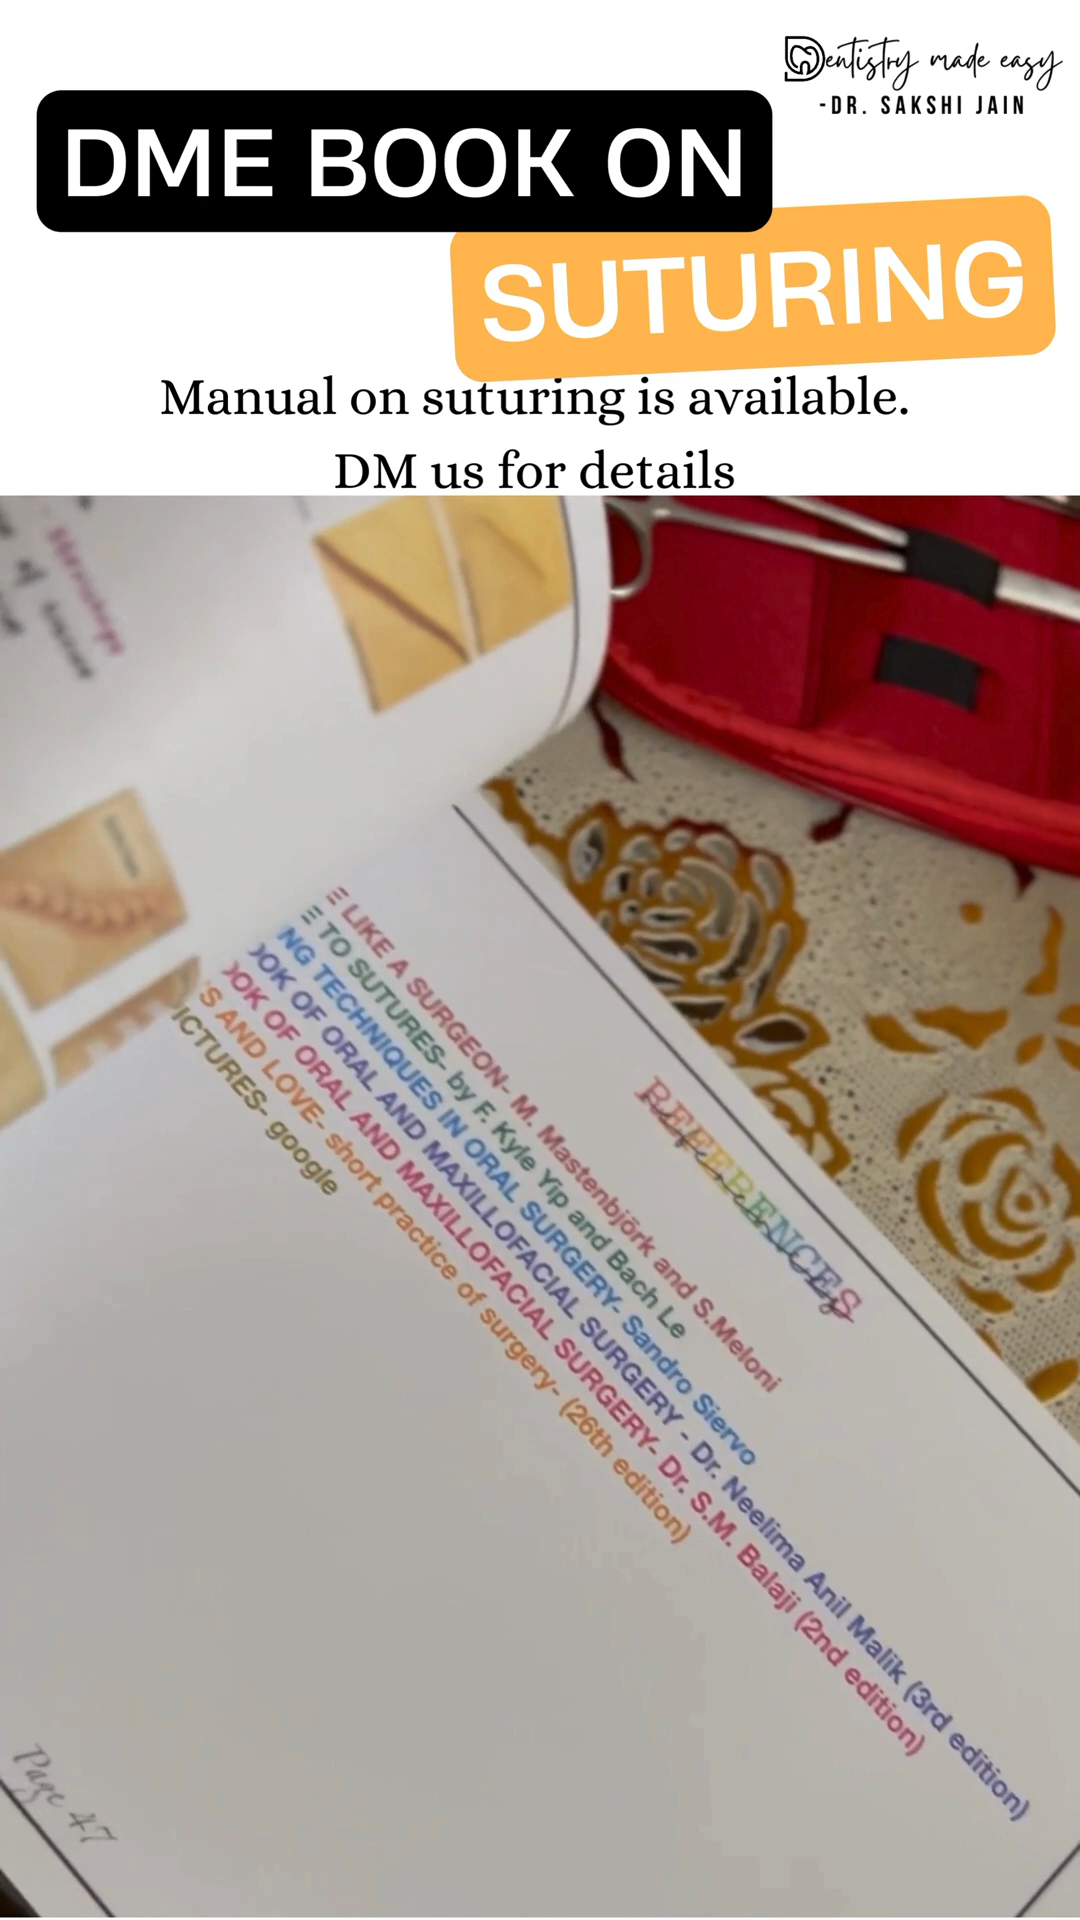 Dentistry made easy
-DR. SAKSHI JAIN
DME BOOK ON
SUTURING
Manual on suturing is available.
DM us for details
REFERENCES
References
LIKE A SURGEON- M. Mastenbjörk and S.Meloni
TO SUTURES- by F. Kyle Yip and Bach Le
NG TECHNIQUES IN ORAL SURGERY- Sandro Siervo
OOK OF ORAL AND MAXILLOFACIAL SURGERY - Dr. Neelima Anil Malik (3rd edition)
OOK OF ORAL AND MAXILLOFACIAL SURGERY- Dr. S.M. Balaji (2nd edition)
'S AND LOVE- short practice of surgery- (26th edition)
ICTURES- google
Page 47